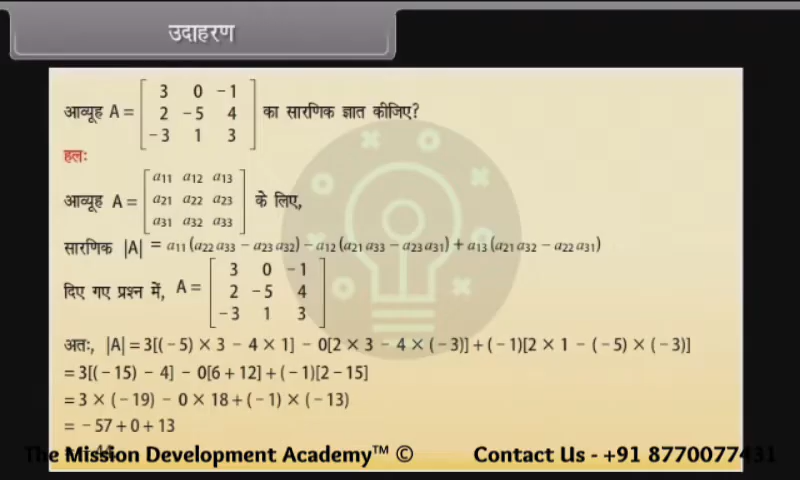 उदाहरण
आव्यूह A = [ 3 0 -1
2 -5 4
-3 1 3 ] का सारणिक ज्ञात कीजिए?
हलः
आव्यूह A = [ a11 a12 a13
a21 a22 a23
a31 a32 a33 ] के लिए,
सारणिक |A| = a11 (a22 a33 − a23 a32) − a12 (a21 a33 − a23 a31) + a13 (a21 a32 − a22 a31)
दिए गए प्रश्न में, A = [ 3 0 -1
2 -5 4
-3 1 3 ]
अतः, |A| = 3[(−5) × 3 − 4 × 1] − 0[2 × 3 − 4 × (−3)] + (−1)[2 × 1 − (−5) × (−3)]
= 3[(−15) − 4] − 0[6 + 12] + (−1)[2 − 15]
= 3 × (−19) − 0 × 18 + (−1) × (−13)
= −57 + 0 + 13
The Mission Development Academy™ © Contact Us - +91 8770077431